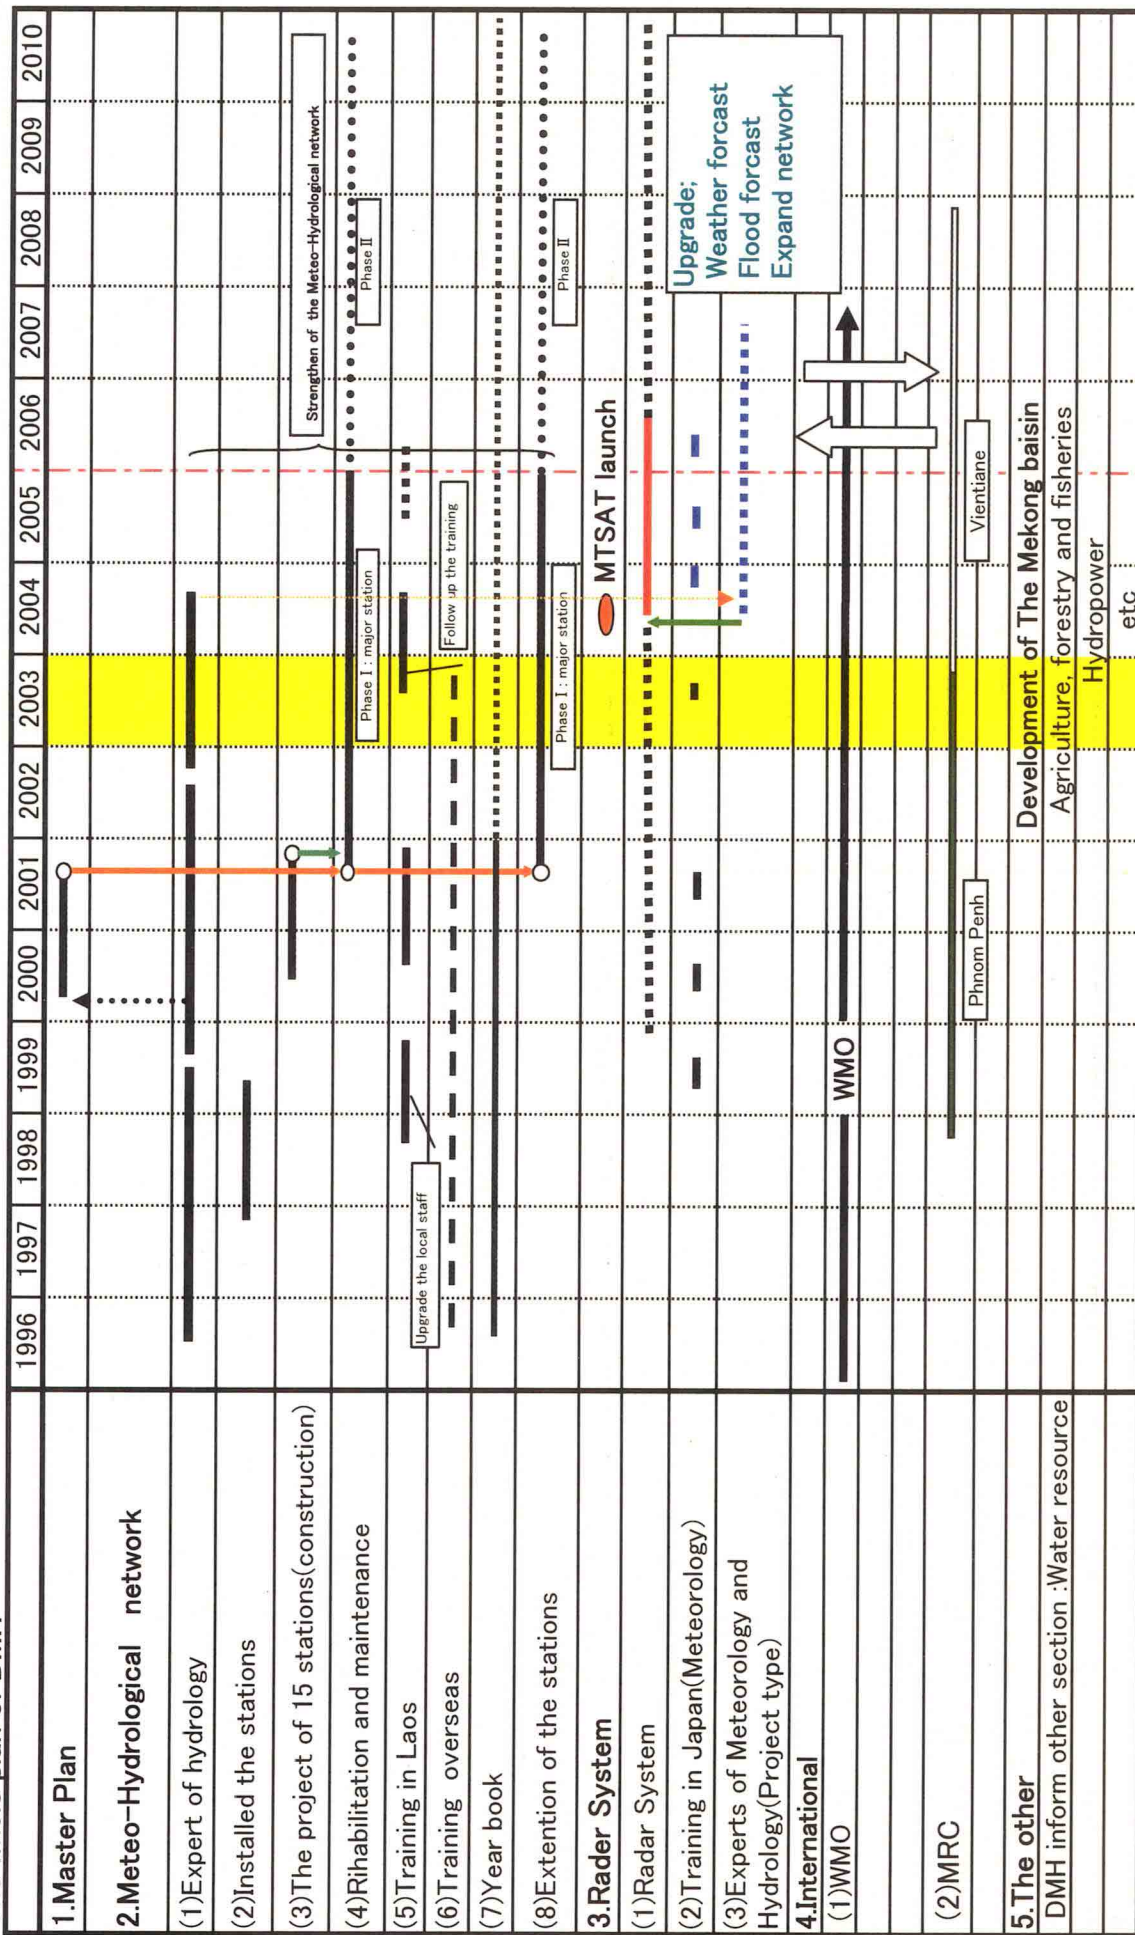 1996 1997 1998 1999 2000 2001 2002 2003 2004 2005 2006 2007 2008 2009 2010
1.Master Plan
2.Meteo-Hydrological network
(1)Expert of hydrology
(2)Installed the stations
(3)The project of 15 stations(construction)
Strengthen of the Meteo-Hydrological network
(4)Rihabilitation and maintenance
Phase I : major station
Phase II
(5)Training in Laos
Upgrade the local staff
Follow up the training
(6)Training overseas
(7)Year book
(8)Extention of the stations
Phase I : major station
Phase II
3.Rader System
MTSAT launch
(1)Radar System
(2)Training in Japan(Meteorology)
(3)Experts of Meteorology and
Hydrology(Project type)
Upgrade;
Weather forcast
Flood forcast
Expand network
4.International
(1)WMO
WMO
(2)MRC
Phnom Penh
Vientiane
5.The other
Development of The Mekong baisin
DMH inform other section :Water resource
Agriculture, forestry and fisheries
Hydropower
etc